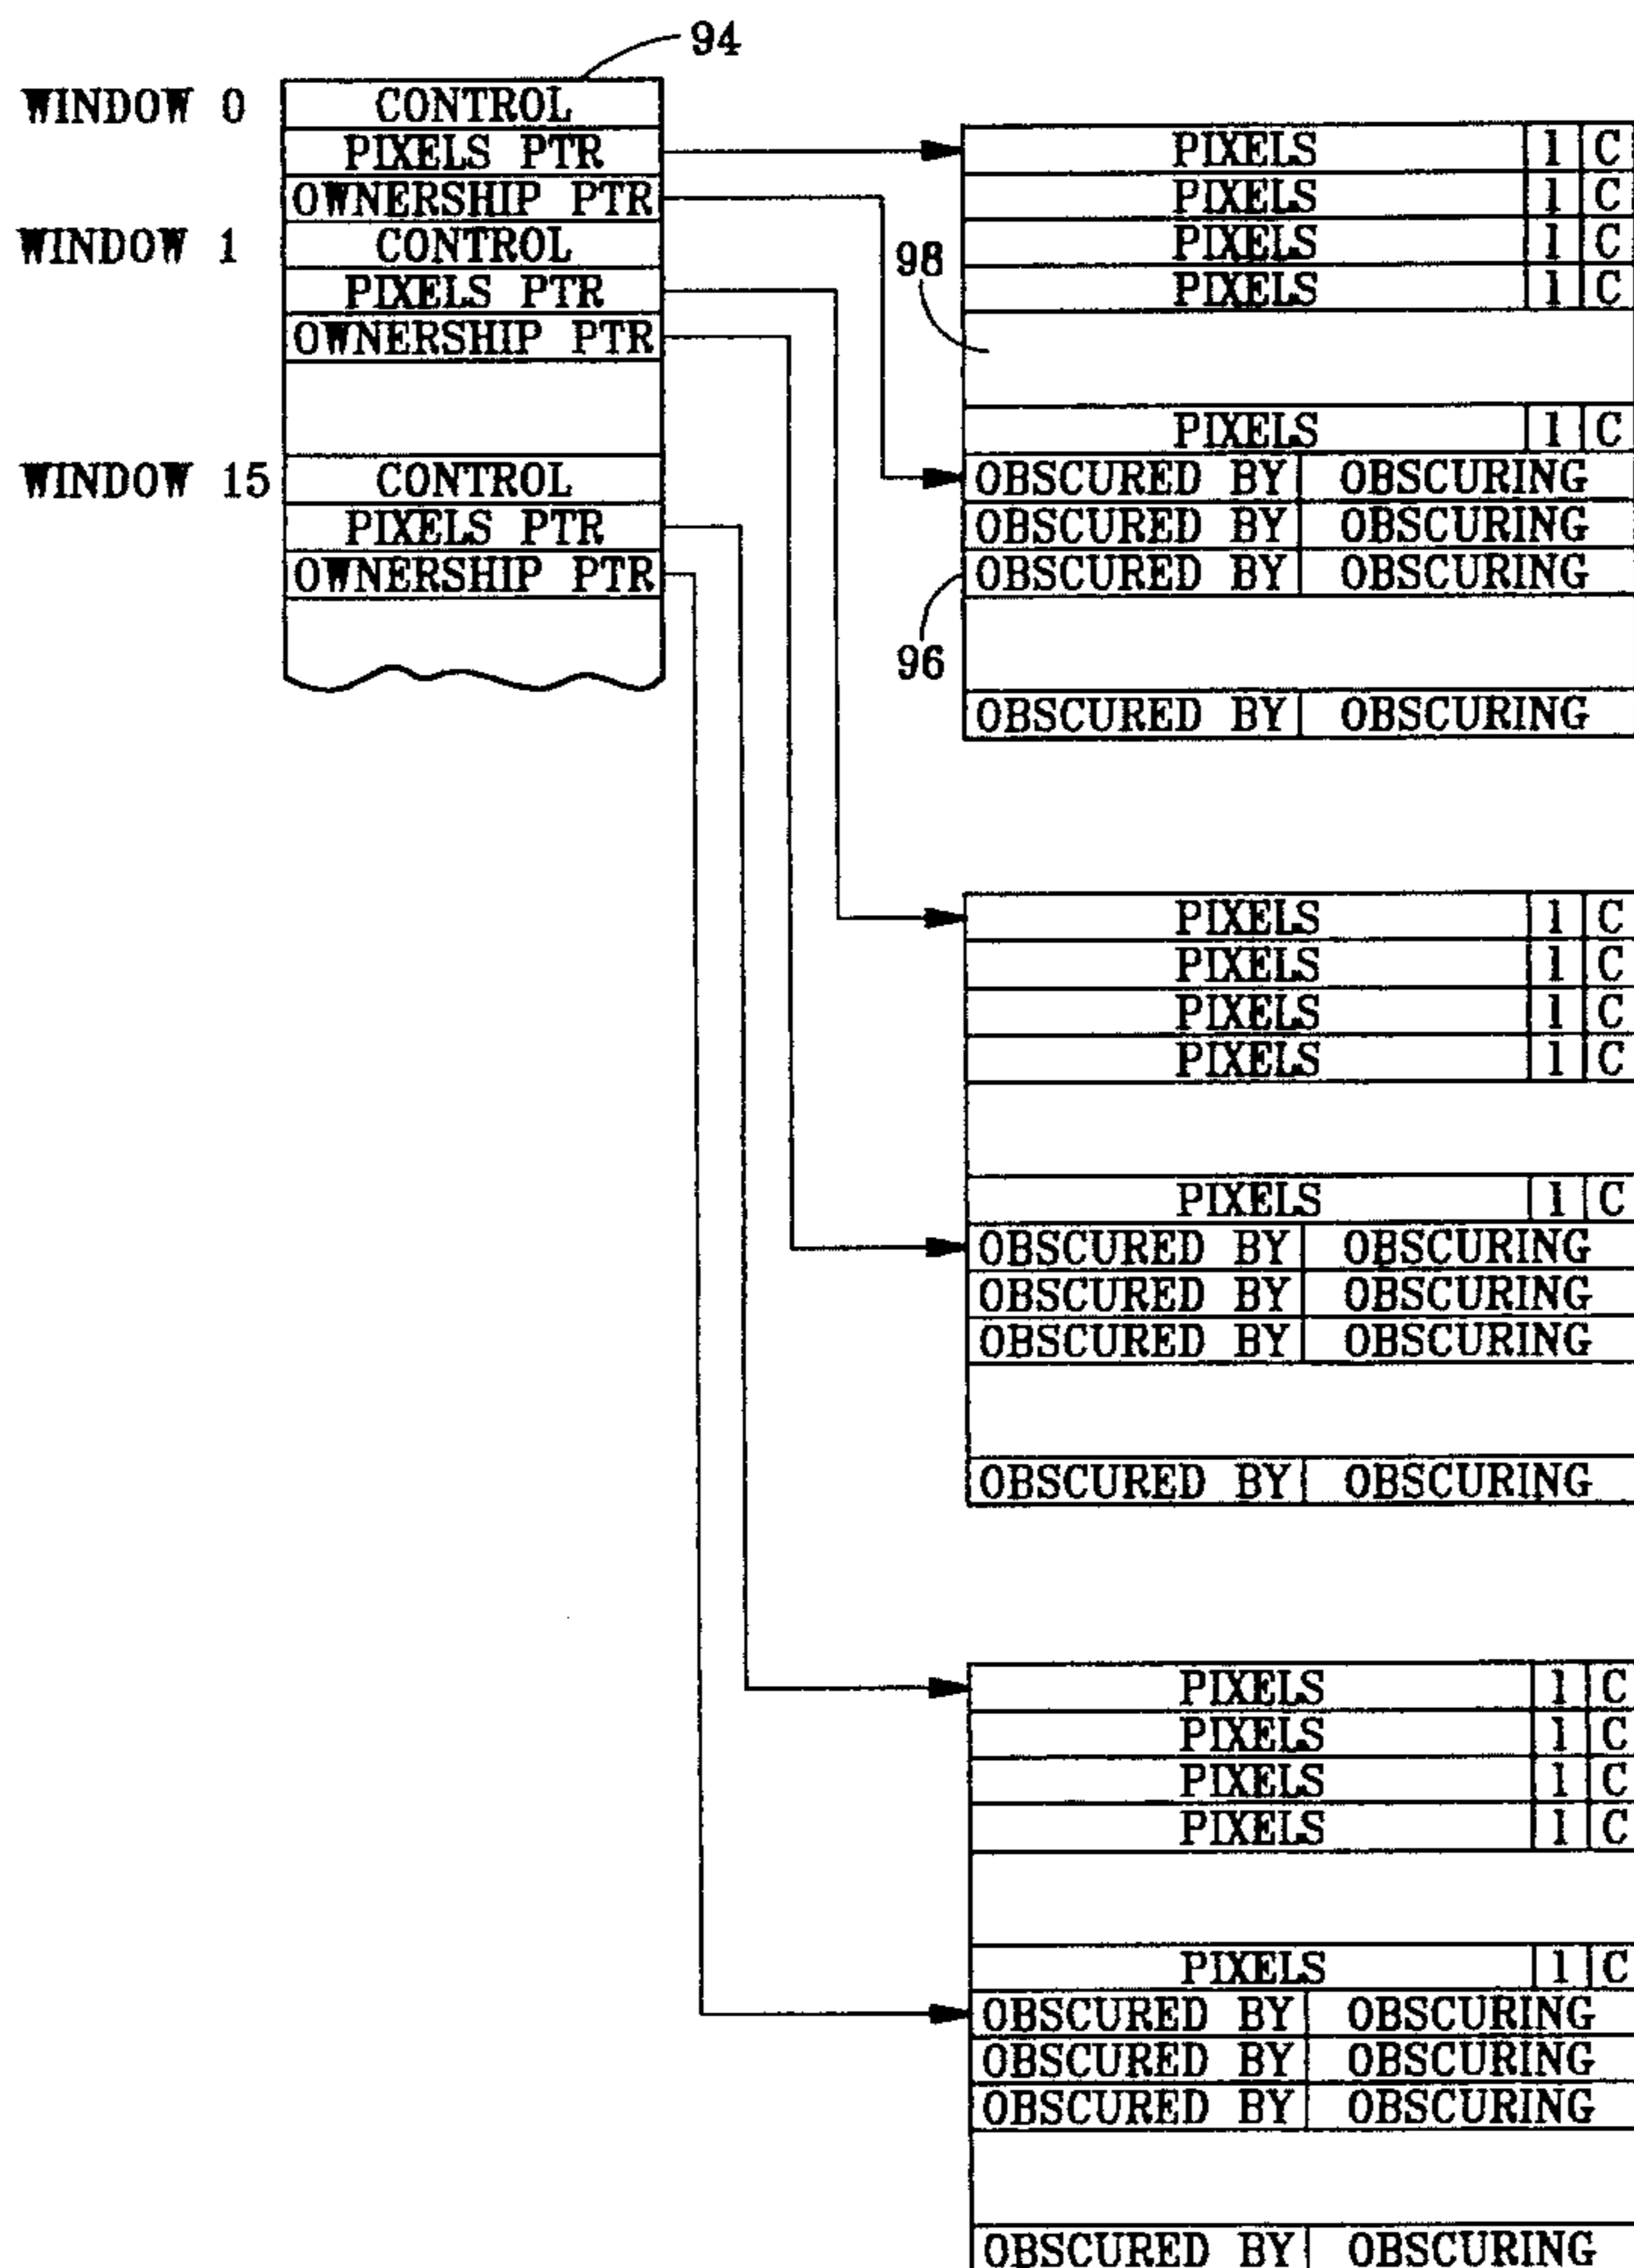 94
WINDOW 0
CONTROL
PIXELS PTR
OWNERSHIP PTR
WINDOW 1
CONTROL
PIXELS PTR
OWNERSHIP PTR
WINDOW 15
CONTROL
PIXELS PTR
OWNERSHIP PTR
PIXELS 1 C
PIXELS 1 C
PIXELS 1 C
PIXELS 1 C
98
PIXELS 1 C
OBSCURED BY OBSCURING
OBSCURED BY OBSCURING
OBSCURED BY OBSCURING
96
OBSCURED BY OBSCURING
PIXELS 1 C
PIXELS 1 C
PIXELS 1 C
PIXELS 1 C
PIXELS 1 C
OBSCURED BY OBSCURING
OBSCURED BY OBSCURING
OBSCURED BY OBSCURING
OBSCURED BY OBSCURING
PIXELS 1 C
PIXELS 1 C
PIXELS 1 C
PIXELS 1 C
PIXELS 1 C
OBSCURED BY OBSCURING
OBSCURED BY OBSCURING
OBSCURED BY OBSCURING
OBSCURED BY OBSCURING